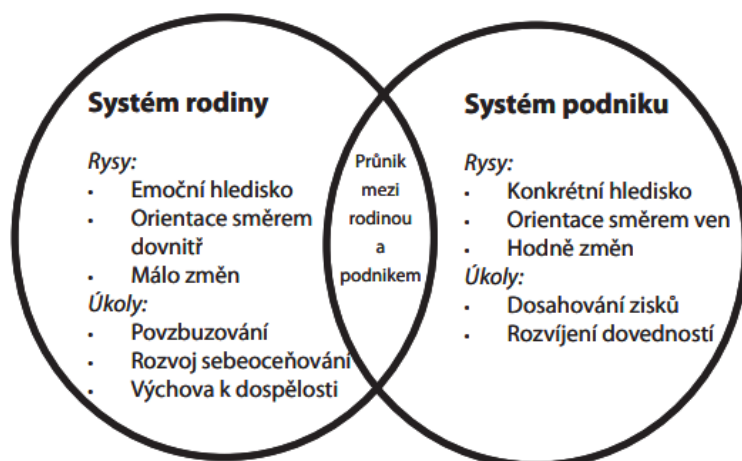 Systém rodiny
Rysy:
· Emoční hledisko
· Orientace směrem
dovnitř
· Málo změn
Úkoly:
· Povzbuzování
· Rozvoj sebeoceňování
· Výchova k dospělosti
Průnik
mezi
rodinou
a
podnikem
Systém podniku
Rysy:
· Konkrétní hledisko
· Orientace směrem ven
· Hodně změn
Úkoly:
· Dosahování zisků
· Rozvíjení dovedností